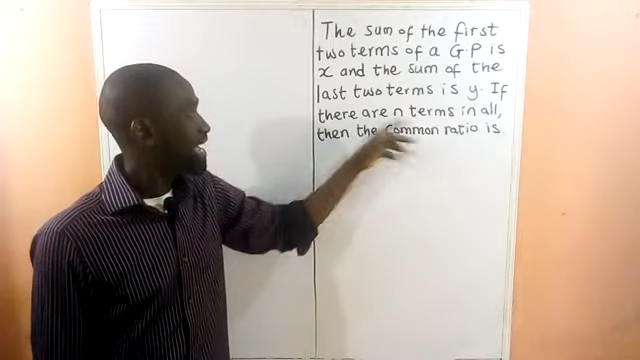 The sum of the first
two terms of a G.P is
x and the sum of the
last two terms is y. If
there are n terms in all,
then the common ratio is.